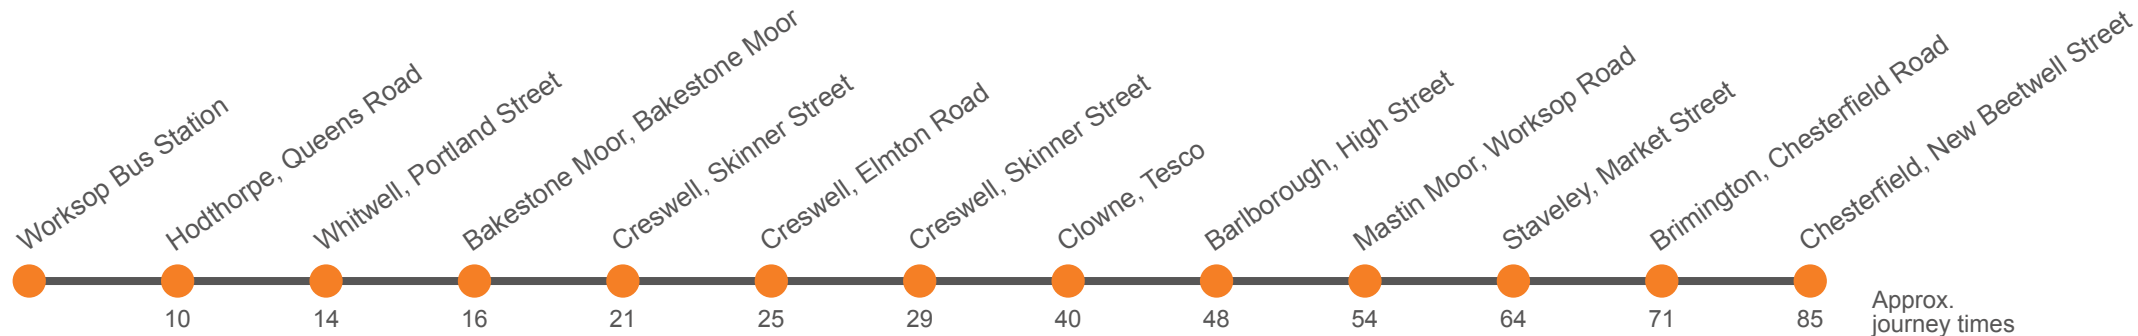 Worksop Bus Station
Hodthorpe, Queens Road
Whitwell, Portland Street
Bakestone Moor, Bakestone Moor
Creswell, Skinner Street
Creswell, Elmton Road
Creswell, Skinner Street
Clowne, Tesco
Barlborough, High Street
Mastin Moor, Worksop Road
Staveley, Market Street
Brimington, Chesterfield Road
Chesterfield, New Beetwell Street
10 14 16 21 25 29 40 48 54 64 71 85
Approx.
journey times